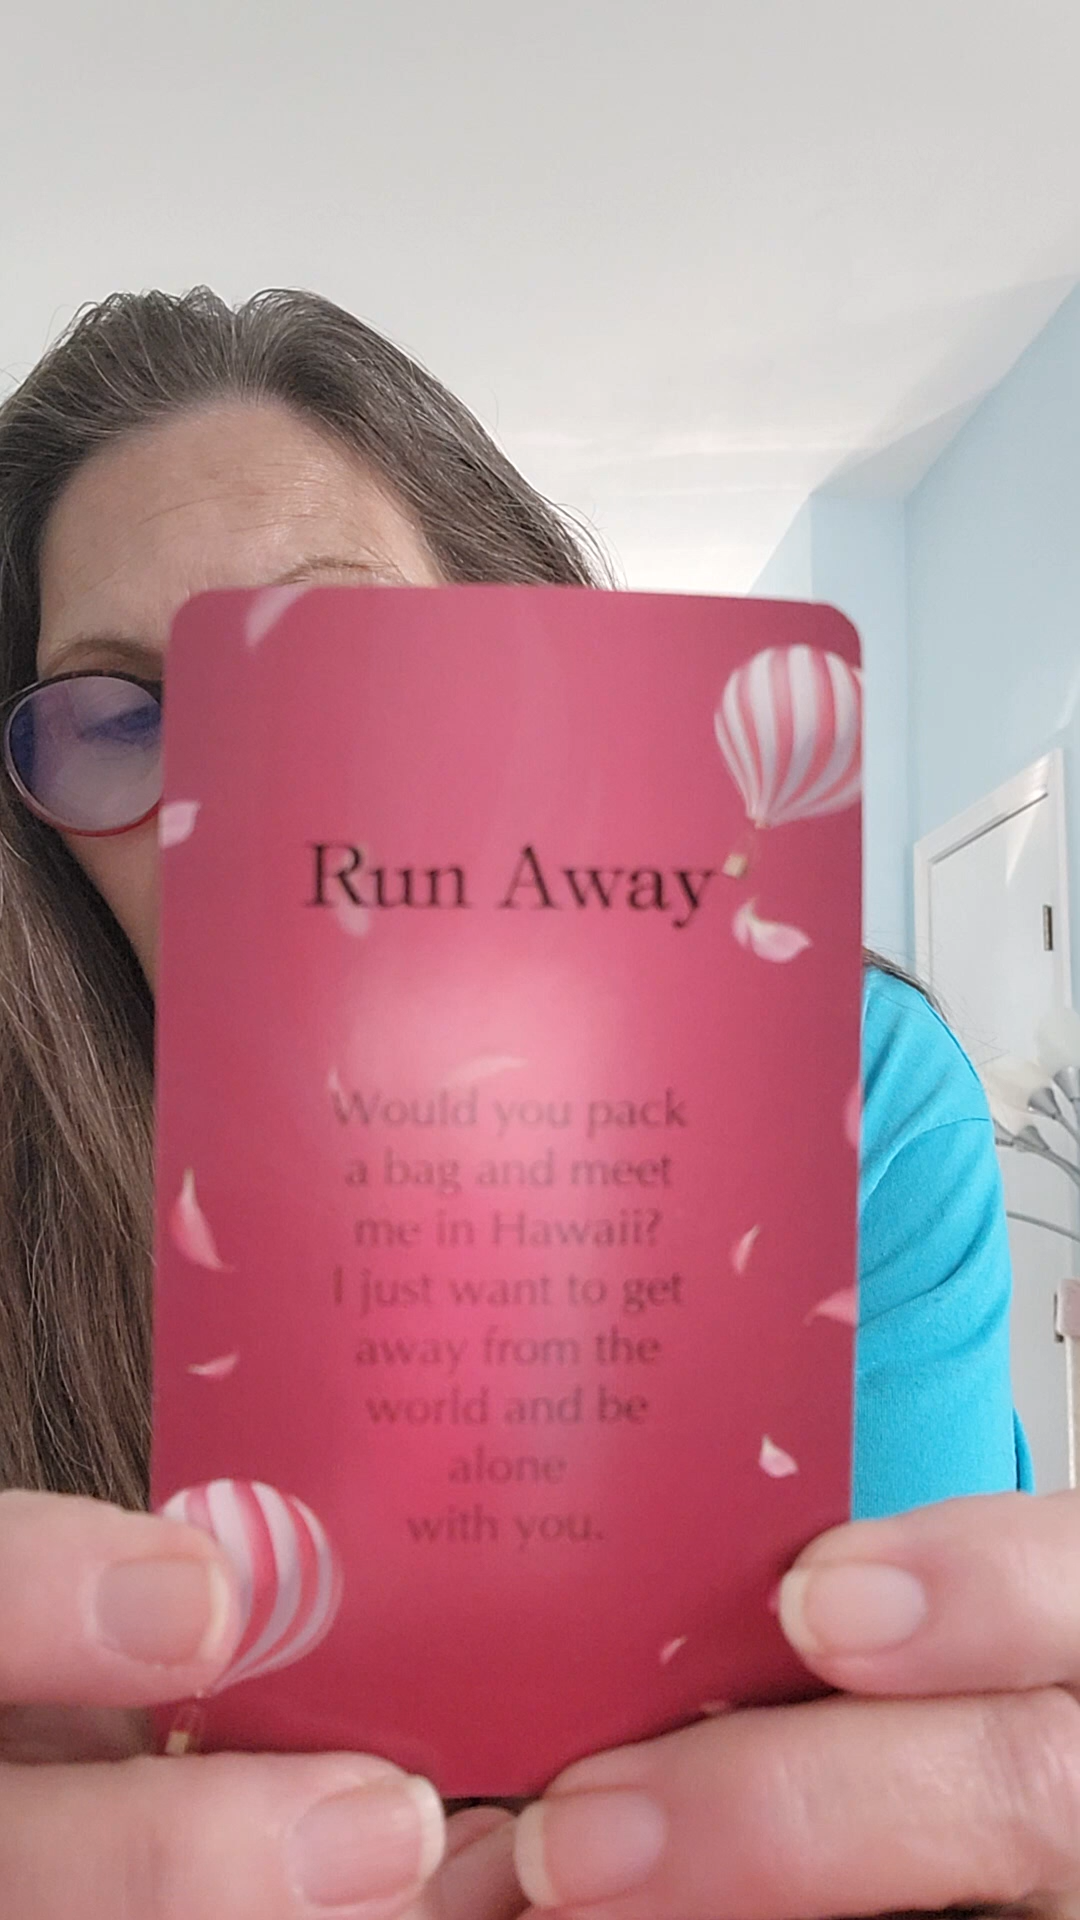 Run Away
Would you pack
a bag and meet
me in Hawaii?
I just want to get
away from the
world and be
alone
with you.